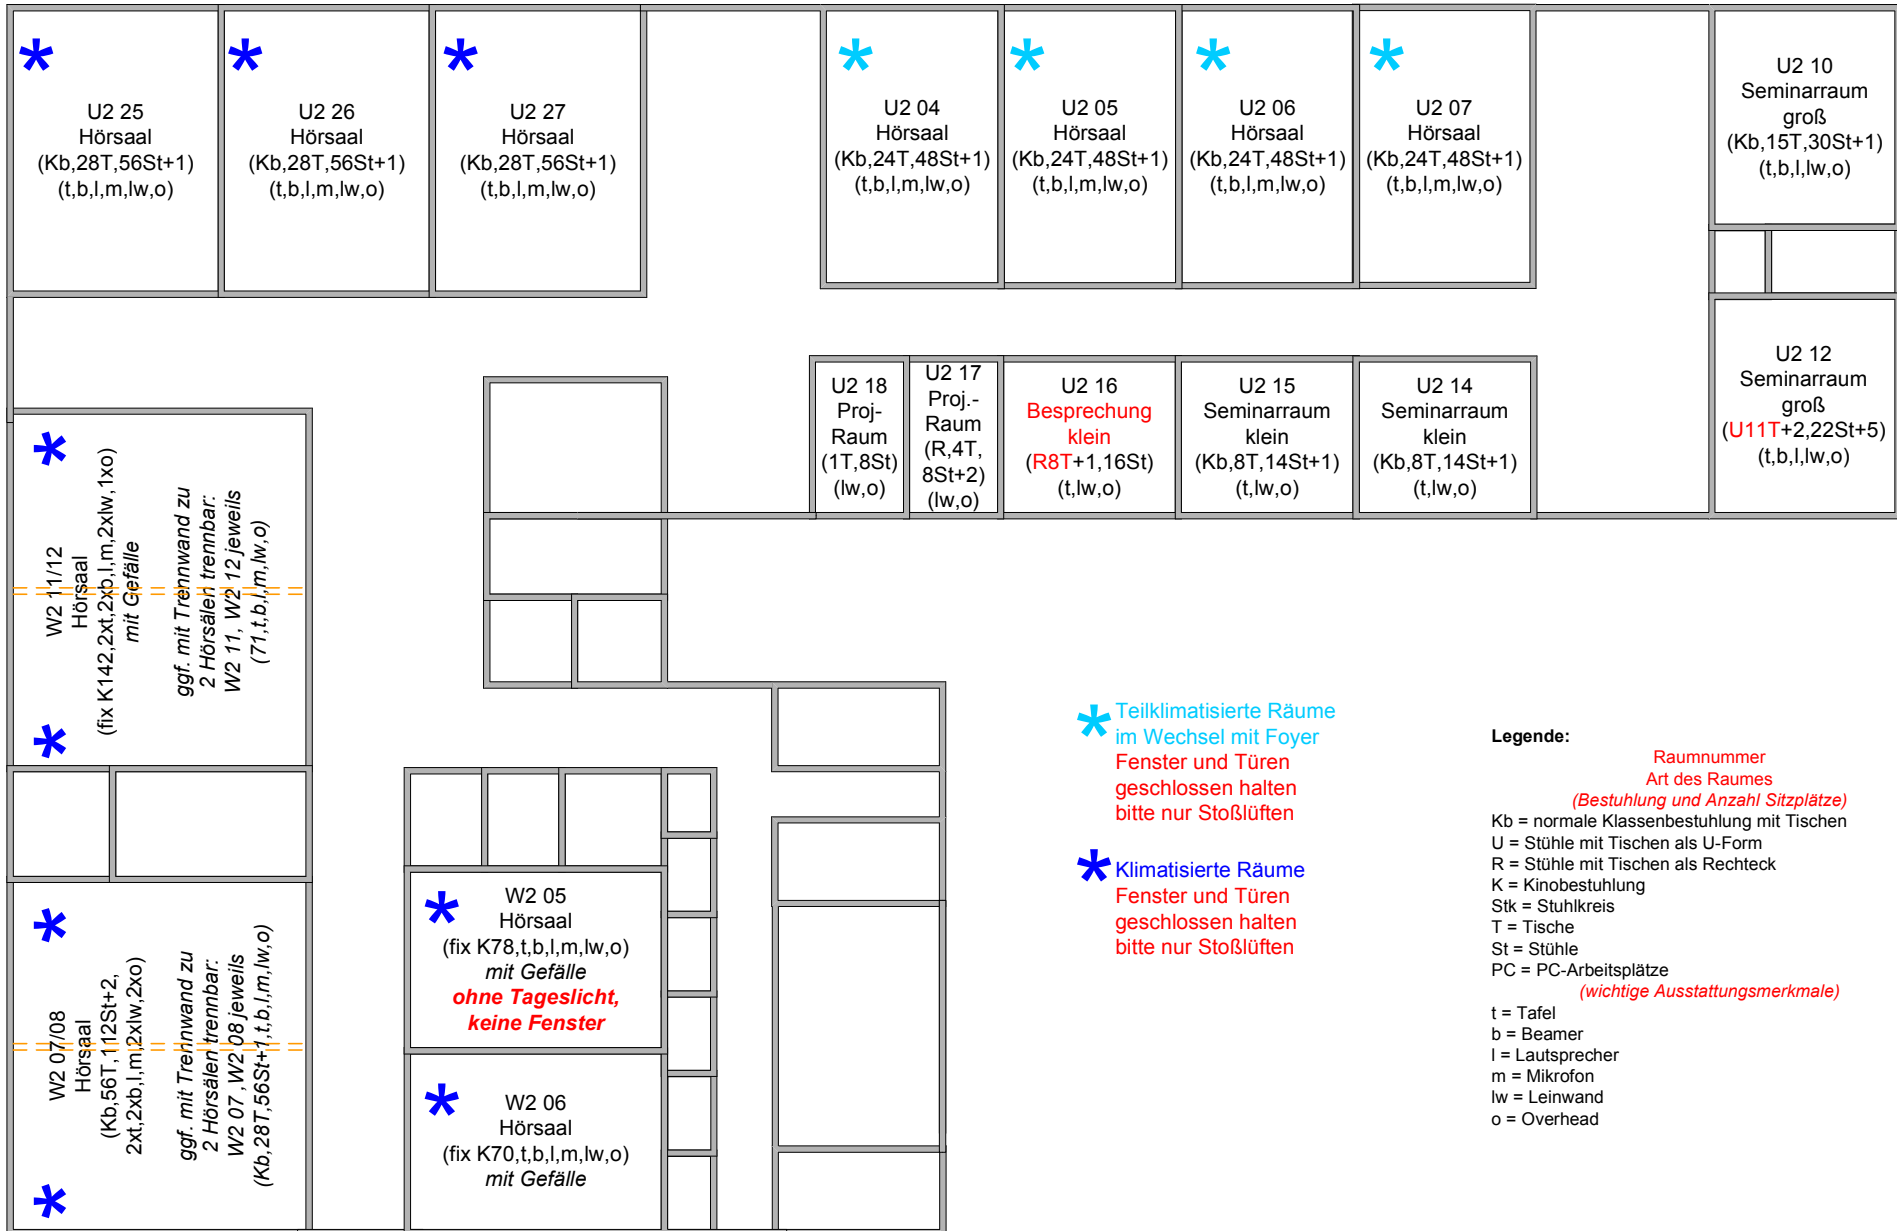 U2 25
Hörsaal
(Kb,28T,56St+1)
(t,b,l,m,lw,o)
U2 26
Hörsaal
(Kb,28T,56St+1)
(t,b,l,m,lw,o)
U2 27
Hörsaal
(Kb,28T,56St+1)
(t,b,l,m,lw,o)
U2 04
Hörsaal
(Kb,24T,48St+1)
(t,b,l,m,lw,o)
U2 05
Hörsaal
(Kb,24T,48St+1)
(t,b,l,m,lw,o)
U2 06
Hörsaal
(Kb,24T,48St+1)
(t,b,l,m,lw,o)
U2 07
Hörsaal
(Kb,24T,48St+1)
(t,b,l,m,lw,o)
U2 10
Seminarraum
groß
(Kb,15T,30St+1)
(t,b,l,lw,o)
U2 18
Proj-
Raum
(1T,8St)
(lw,o)
U2 17
Proj.-
Raum
(R,4T,
8St+2)
(lw,o)
U2 16
Besprechung
klein
(R8T+1,16St)
(t,lw,o)
U2 15
Seminarraum
klein
(Kb,8T,14St+1)
(t,lw,o)
U2 14
Seminarraum
klein
(Kb,8T,14St+1)
(t,lw,o)
U2 12
Seminarraum
groß
(U11T+2,22St+5)
(t,b,l,lw,o)
W2 11/12
Hörsaal
(fix K142,2xt,2xb,l,m,2xlw,1xo)
mit Gefälle
ggf. mit Trennwand zu
2 Hörsälen trennbar:
W2 11, W2 12 jeweils
(71,t,b,l,m,lw,o)
W2 07/08
Hörsaal
(Kb,56T,112St+2,
2xt,2xb,l,m,2xlw,2xo)
ggf. mit Trennwand zu
2 Hörsälen trennbar:
W2 07 ,W2 08 jeweils
(Kb,28T,56St+1,t,b,l,m,lw,o)
W2 05
Hörsaal
(fix K78,t,b,l,m,lw,o)
mit Gefälle
ohne Tageslicht,
keine Fenster
W2 06
Hörsaal
(fix K70,t,b,l,m,lw,o)
mit Gefälle
Teilklimatisierte Räume
im Wechsel mit Foyer
Fenster und Türen
geschlossen halten
bitte nur Stoßlüften
Klimatisierte Räume
Fenster und Türen
geschlossen halten
bitte nur Stoßlüften
Legende:
Raumnummer
Art des Raumes
(Bestuhlung und Anzahl Sitzplätze)
Kb = normale Klassenbestuhlung mit Tischen
U = Stühle mit Tischen als U-Form
R = Stühle mit Tischen als Rechteck
K = Kinobestuhlung
Stk = Stuhlkreis
T = Tische
St = Stühle
PC = PC-Arbeitsplätze
(wichtige Ausstattungsmerkmale)
t = Tafel
b = Beamer
l = Lautsprecher
m = Mikrofon
lw = Leinwand
o = Overhead